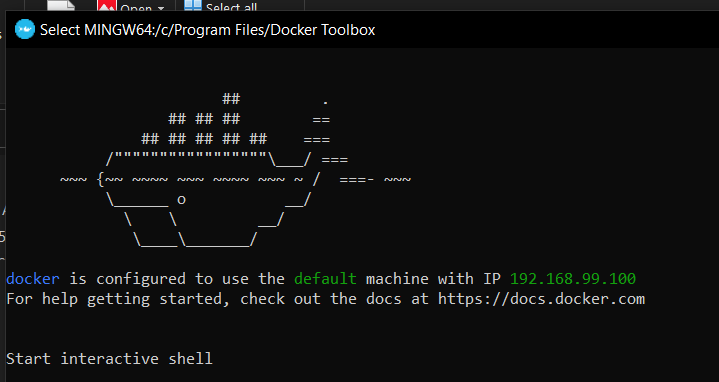 Open
Select all
Select MINGW64:/c/Program Files/Docker Toolbox
                        ##         .
                  ## ## ##        ==
               ## ## ## ## ##    ===
           /"""""""""""""""""\___/ ===
      ~~~ {~~ ~~~~ ~~~ ~~~~ ~~~ ~ /  ===- ~~~
           \______ o           __/
             \    \         __/
              \____\_______/
docker is configured to use the default machine with IP 192.168.99.100
For help getting started, check out the docs at https://docs.docker.com
Start interactive shell